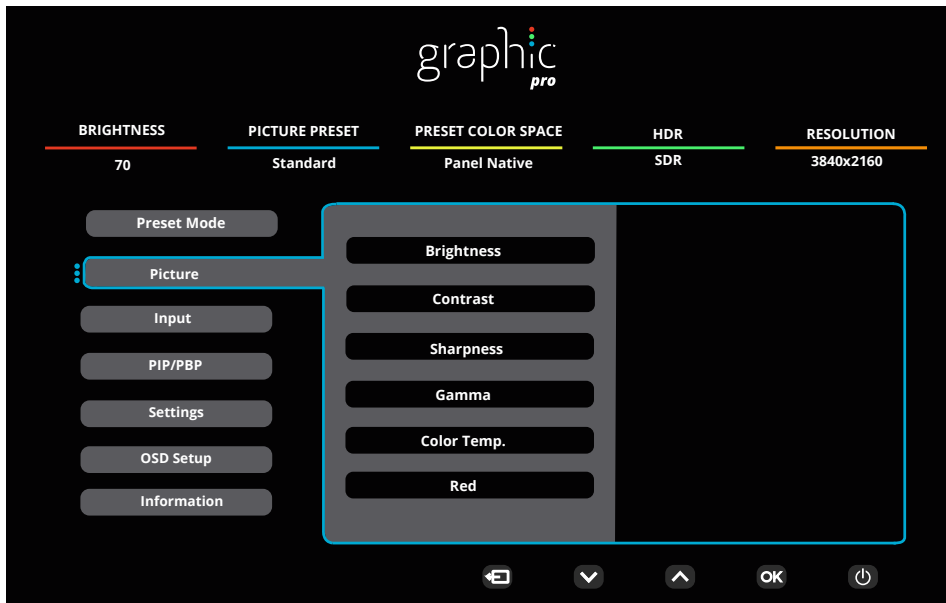 graphic
pro
BRIGHTNESS PICTURE PRESET PRESET COLOR SPACE HDR RESOLUTION
70 Standard Panel Native SDR 3840x2160
Preset Mode
Picture
Input
PIP/PBP
Settings
OSD Setup
Information
Brightness
Contrast
Sharpness
Gamma
Color Temp.
Red
OK